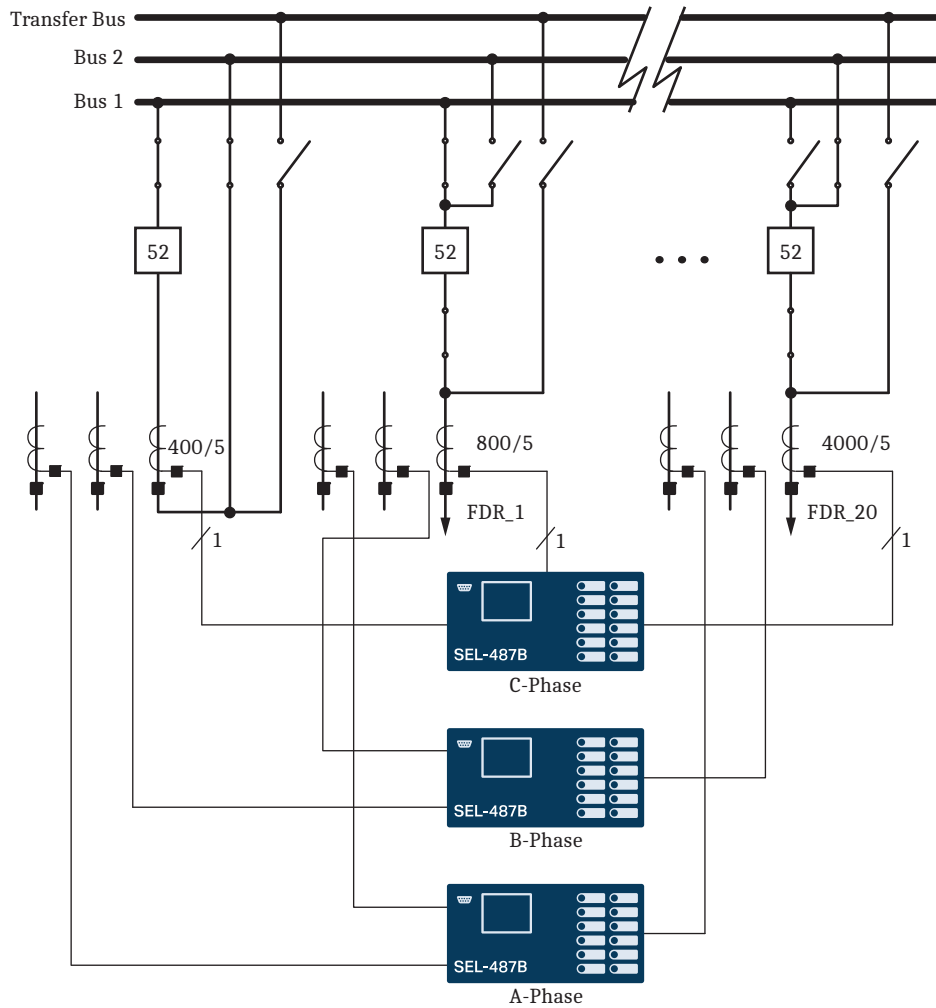 Transfer Bus
Bus 2
Bus 1
52
52
52
400/5
800/5
4000/5
FDR_1
FDR_20
1
1
1
SEL-487B
C-Phase
SEL-487B
B-Phase
SEL-487B
A-Phase